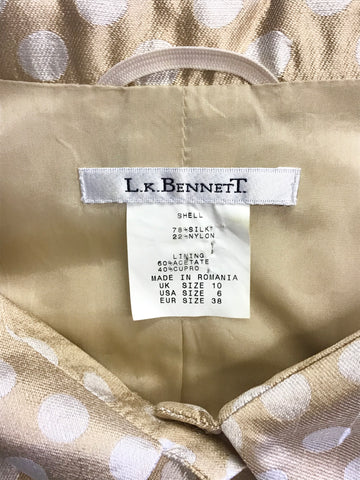 L.K.BENNETT.
SHELL
78%SILK
22%NYLON
LINING
60%ACETATE
40%CUPRO
MADE IN ROMANIA
UK SIZE 10
USA SIZE 6
EUR SIZE 38